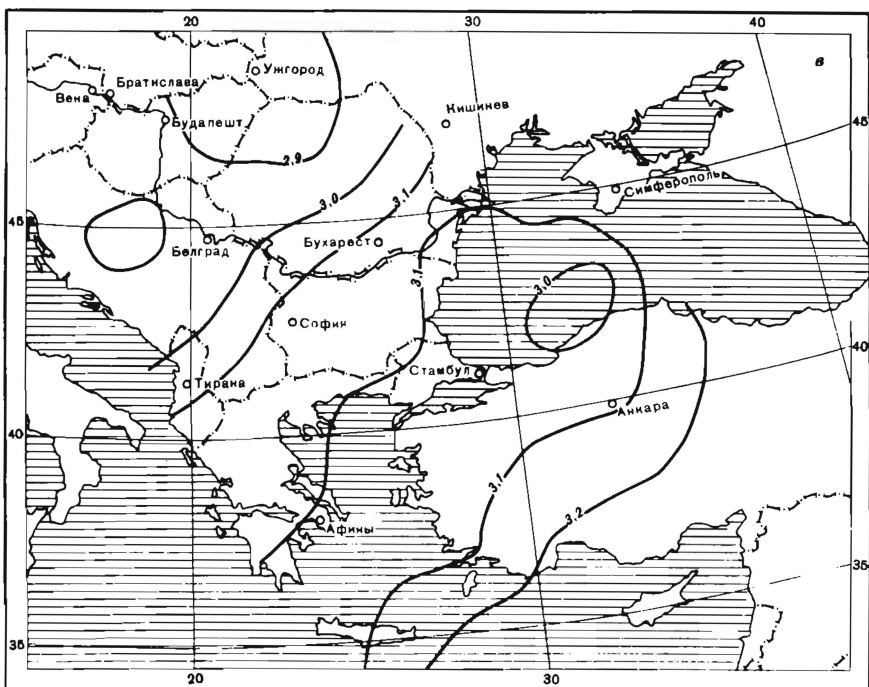 20
30
40
в
Ужгород
Братислава
Вена
Будапешт
Кишинев
45
2,9
Симферополь
3,0
3,1
45
Белград
Бухарест
3,1
3,0
София
Стамбул
40
Тирана
Анкара
40
3,1
3,2
Афины
35
35
20
30